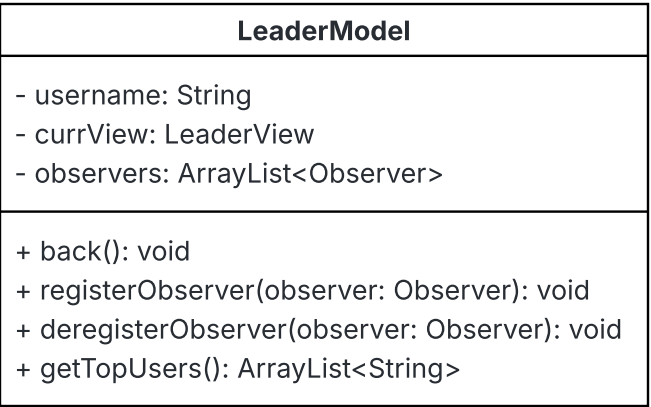 LeaderModel
- username: String
- currView: LeaderView
- observers: ArrayList<Observer>
+ back(): void
+ registerObserver(observer: Observer): void
+ deregisterObserver(observer: Observer): void
+ getTopUsers(): ArrayList<String>